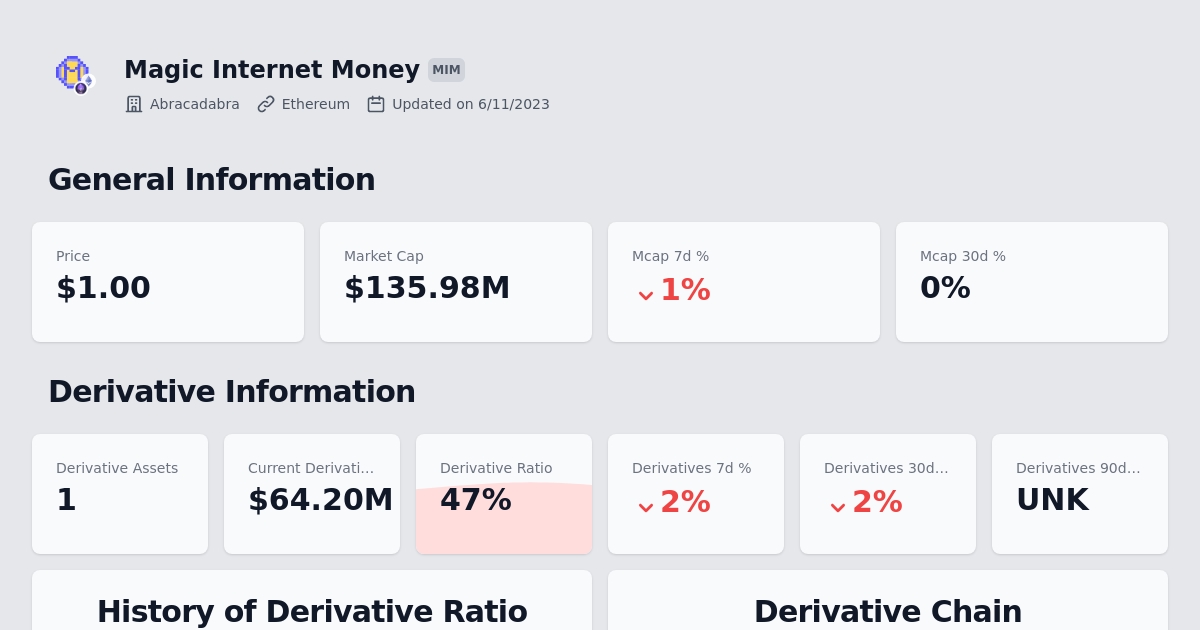 Magic Internet Money MIM
Abracadabra Ethereum Updated on 6/11/2023
General Information
Price Market Cap Mcap 7d % Mcap 30d %
$1.00 $135.98M 1% 0%
Derivative Information
Derivative Assets Current Derivati... Derivative Ratio Derivatives 7d % Derivatives 30d... Derivatives 90d...
1 $64.20M 47% 2% 2% UNK
History of Derivative Ratio Derivative Chain